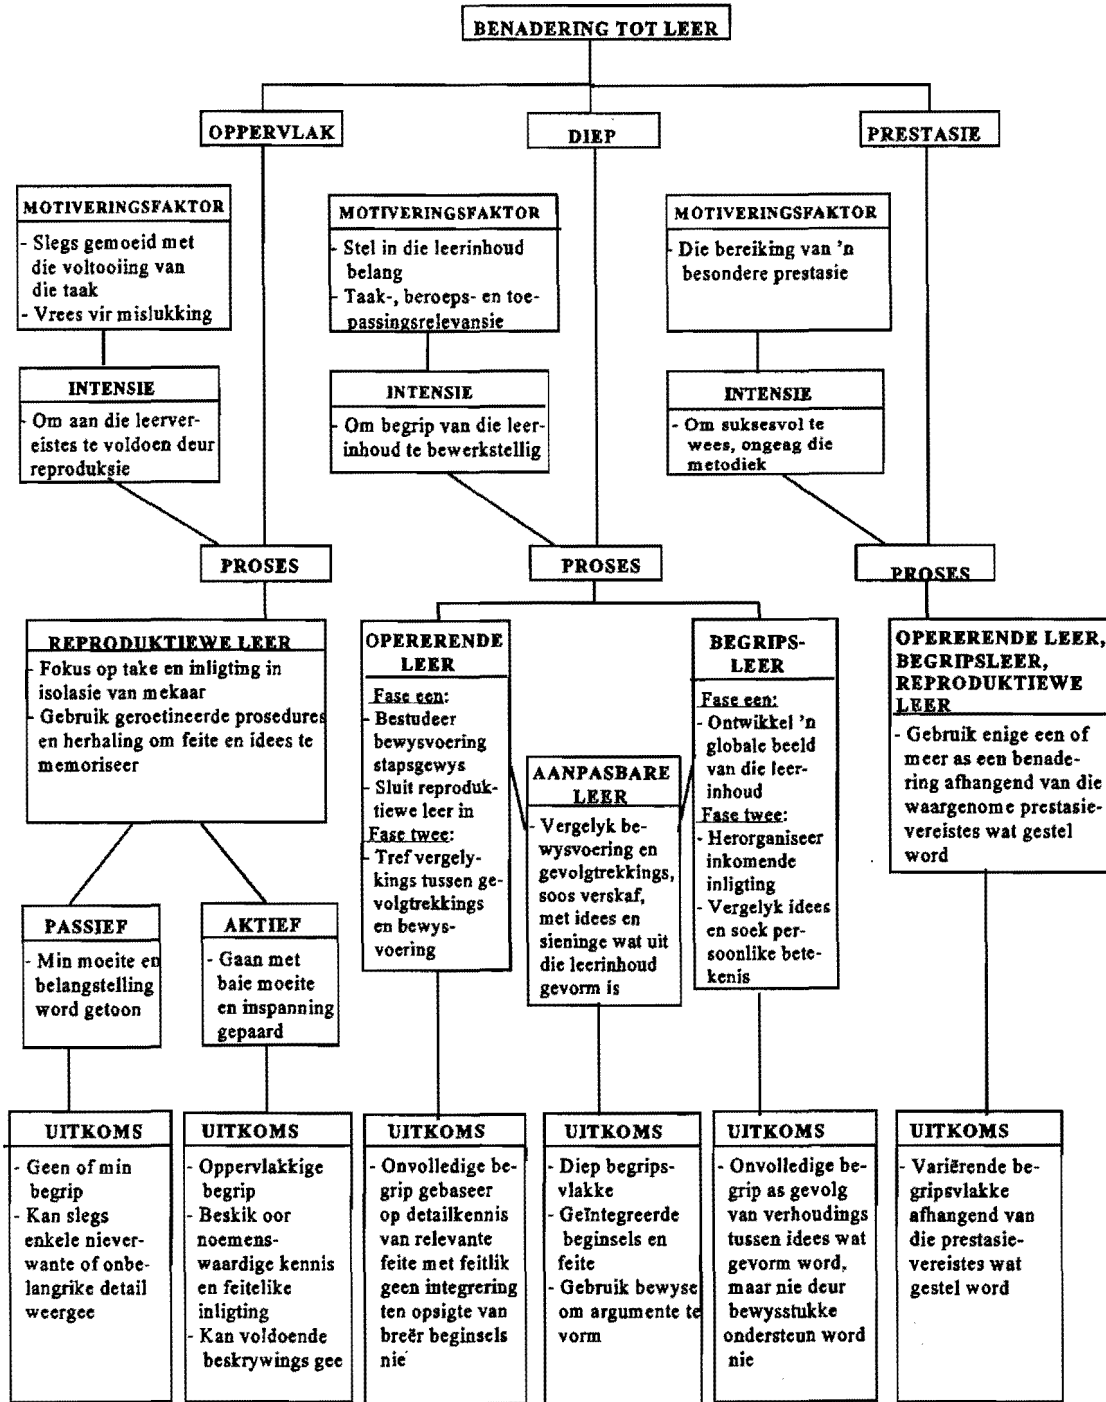 BENADERING TOT LEER
OPPERVLAK
DIEP
PRESTASIE
MOTIVERINGSFAKTOR
- Slegs gemoeid met
die voltooiing van
die taak
- Vrees vir mislukking
MOTIVERINGSFAKTOR
- Stel in die leerinhoud
belang
- Taak-, beroeps- en toe-
passingsrelevansie
MOTIVERINGSFAKTOR
- Die bereiking van 'n
besondere prestasie
INTENSIE
- Om aan die leerver-
eistes te voldoen deur
reproduksie
INTENSIE
- Om begrip van die leer-
inhoud te bewerkstellig
INTENSIE
- Om suksesvol te
wees, ongeag die
metodiek
PROSES
PROSES
PROSES
REPRODUKTIEWE LEER
- Fokus op take en inligting in
isolasie van mekaar
- Gebruik geroetineerde prosedures
en herhaling om feite en idees te
memoriseer
OPERERENDE
LEER
Fase een:
- Bestudeer
bewysvoering
stapsgewys
- Sluit reproduk-
tiewe leer in
Fase twee:
- Tref vergely-
kings tussen ge-
volgtrekkings
en bewys-
voering
AANPASBARE
LEER
- Vergelyk be-
wysvoering en
gevolgtrekkings,
soos verskaf,
met idees en
sieninge wat uit
die leerinhoud
gevorm is
BEGRIPS-
LEER
Fase een:
- Ontwikkel 'n
globale beeld
van die leer-
inhoud
Fase twee:
- Herorganiseer
inkomende
inligting
- Vergelyk idees
en soek per-
soonlike bete-
kenis
OPERERENDE LEER,
BEGRIPSLEER,
REPRODUKTIEWE
LEER
- Gebruik enige een of
meer as een benade-
ring afhangend van die
waargenome prestasie-
vereistes wat gestel
word
PASSIEF
- Min moeite en
belangstelling
word getoon
AKTIEF
- Gaan met
baie moeite
en inspanning
gepaard
UITKOMS
- Geen of min
begrip
- Kan slegs
enkele niever-
wante of onbe-
langrike detail
weergee
UITKOMS
- Oppervlakkige
begrip
- Beskik oor
noemens-
waardige kennis
en feitelike
inligting
- Kan voldoende
beskrywings gee
UITKOMS
- Onvolledige be-
grip gebaseer
op detailkennis
van relevante
feite met feitlik
geen integrering
ten opsigte van
breër beginsels
nie
UITKOMS
- Diep begrips-
vlakke
- Geïntegreerde
beginsels en
feite
- Gebruik bewyse
om argumente te
vorm
UITKOMS
- Onvolledige be-
grip as gevolg
van verhoudings
tussen idees wat
gevorm word,
maar nie deur
bewysstukke
ondersteun word
nie
UITKOMS
- Variërende be-
gripsvlakke
afhangend van
die prestasie-
vereistes wat
gestel word